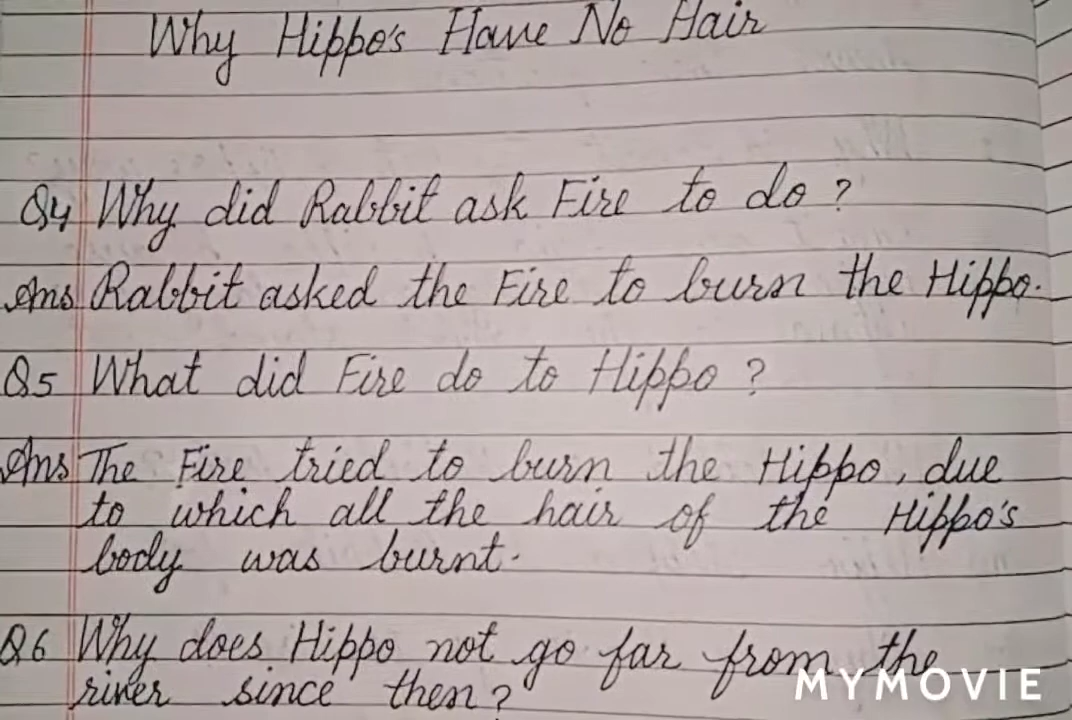 Why Hippo's Have No Hair
Q4 Why did Rabbit ask Fire to do ?
Ans Rabbit asked the Fire to burn the Hippo.
Q5 What did Fire do to Hippo ?
Ans The Fire tried to burn the Hippo, due
to which all the hair of the Hippo's
body was burnt.
Q6 Why does Hippo not go far from the
river since then ?
MYMOVIE